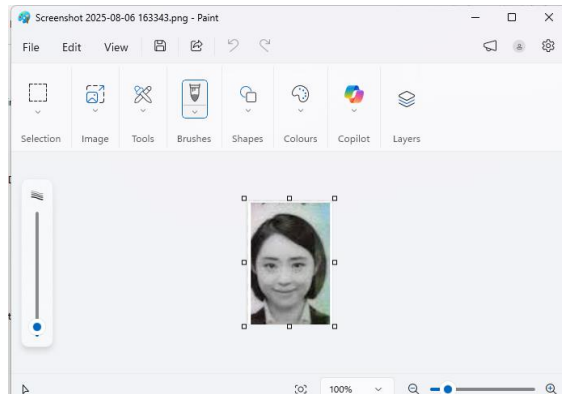 Screenshot 2025-08-06 163343.png - Paint
File Edit View
Selection Image Tools Brushes Shapes Colours Copilot Layers
100%